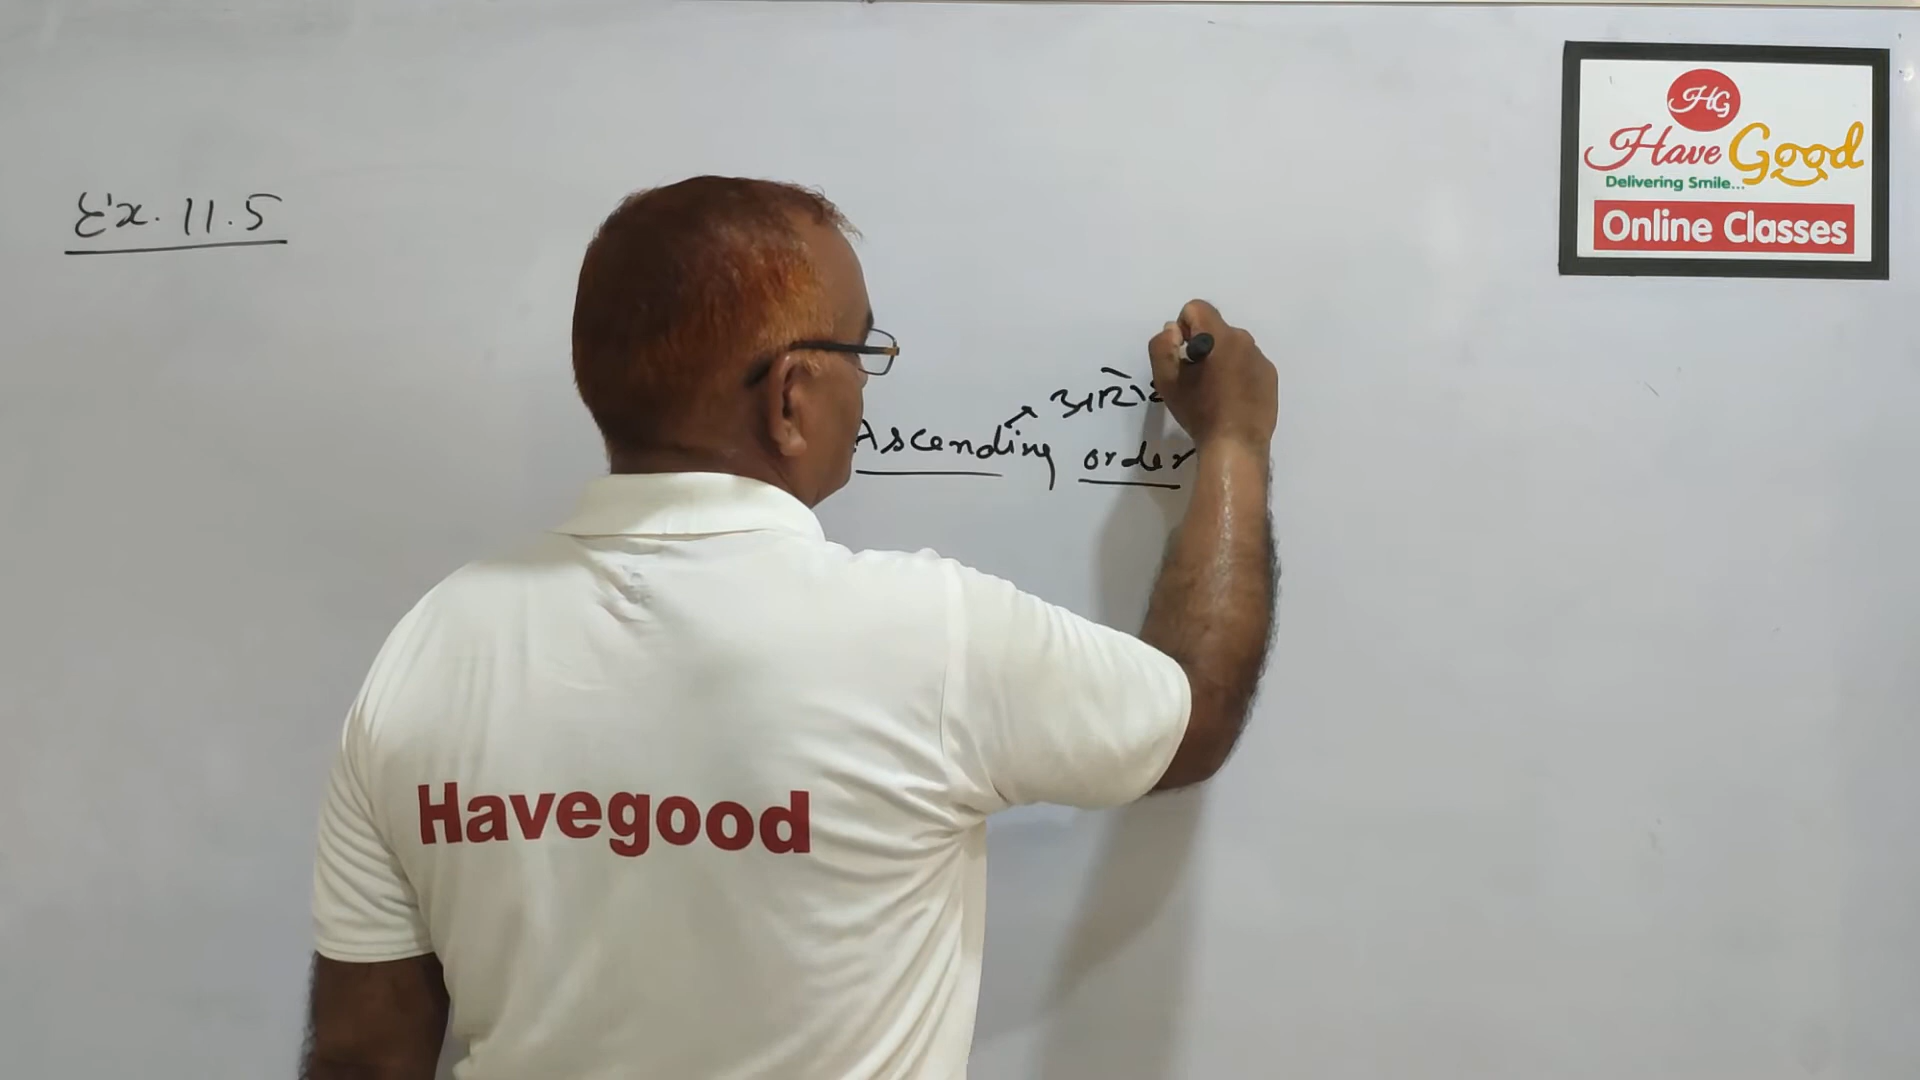 HG
Have Good
Delivering Smile...
Online Classes
Ex. 11.5
Ascending order
Havegood